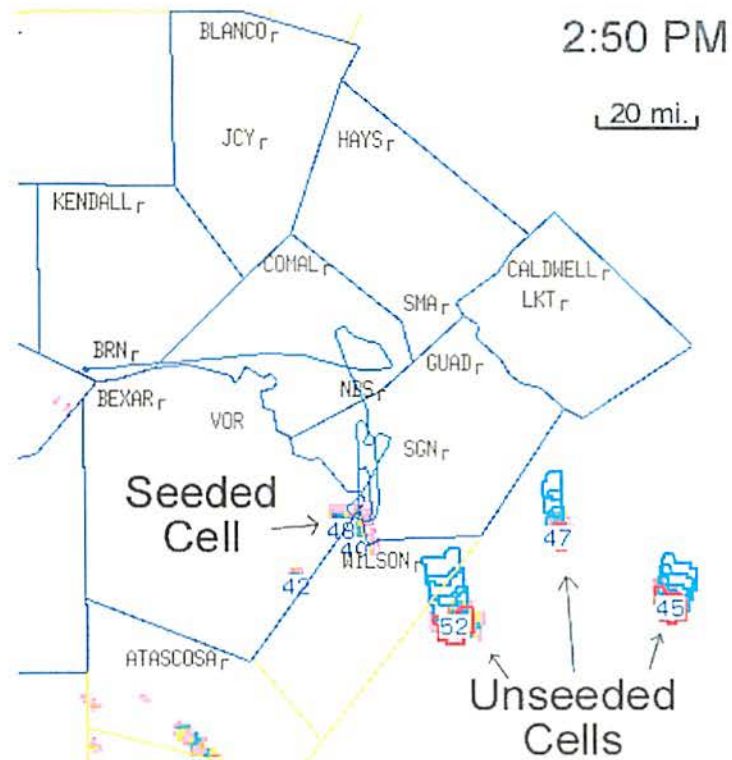 2:50 PM
20 mi.
BLANCO r
JCY r
HAYS r
KENDALL r
COMAL r
CALDWELL r
LKT r
SMA r
BRN r
GUAD r
BEXAR r
NBS r
VOR
SGN r
Seeded
Cell
48
49
47
WILSON r
42
52
45
ATASCOSA r
Unseeded
Cells